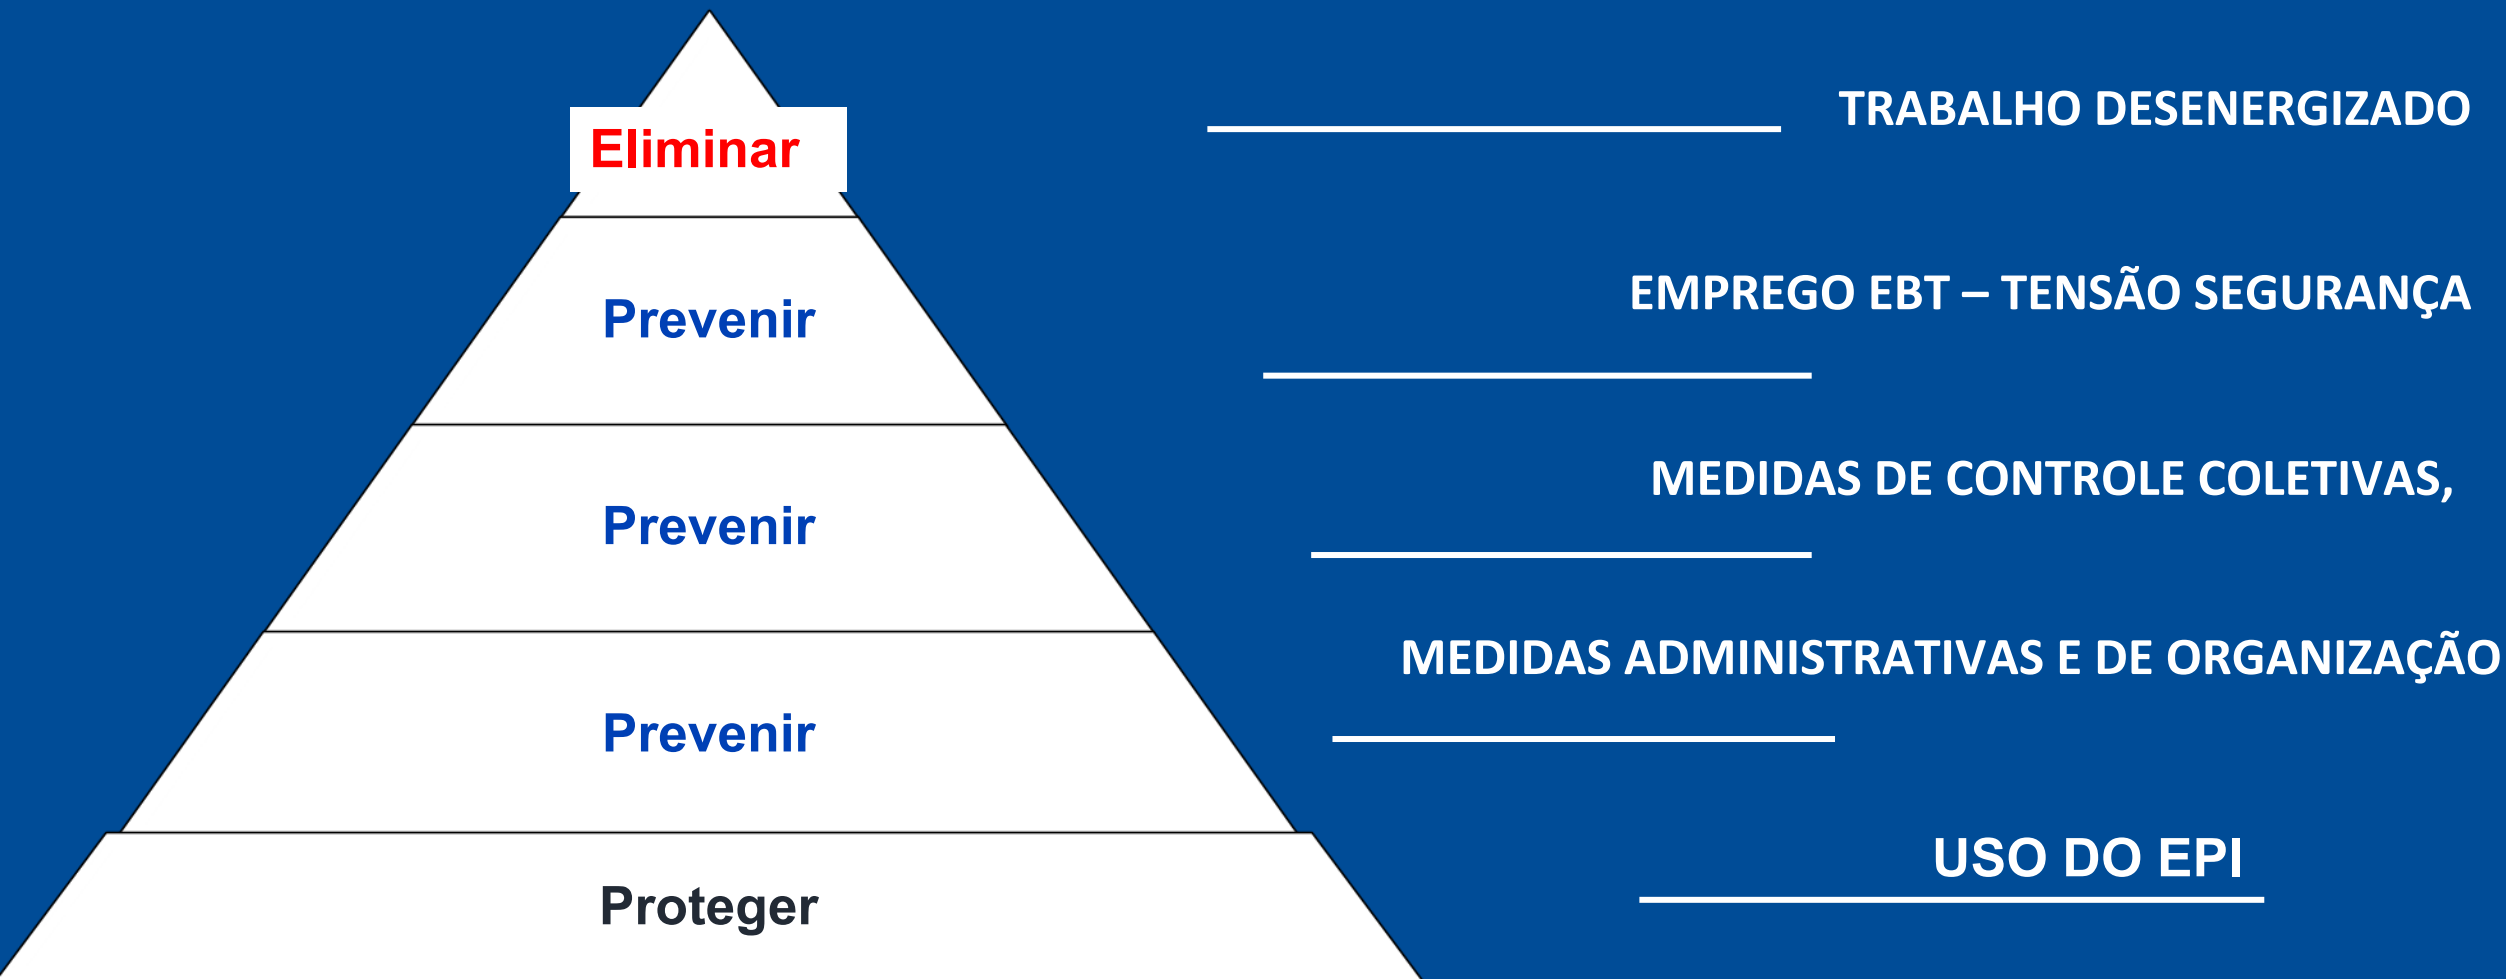 TRABALHO DESENERGIZADO
Eliminar
EMPREGO EBT – TENSÃO SEGURANÇA
Prevenir
MEDIDAS DE CONTROLE COLETIVAS,
Prevenir
MEDIDAS ADMINISTRATIVAS E DE ORGANIZAÇÃO
Prevenir
USO DO EPI
Proteger